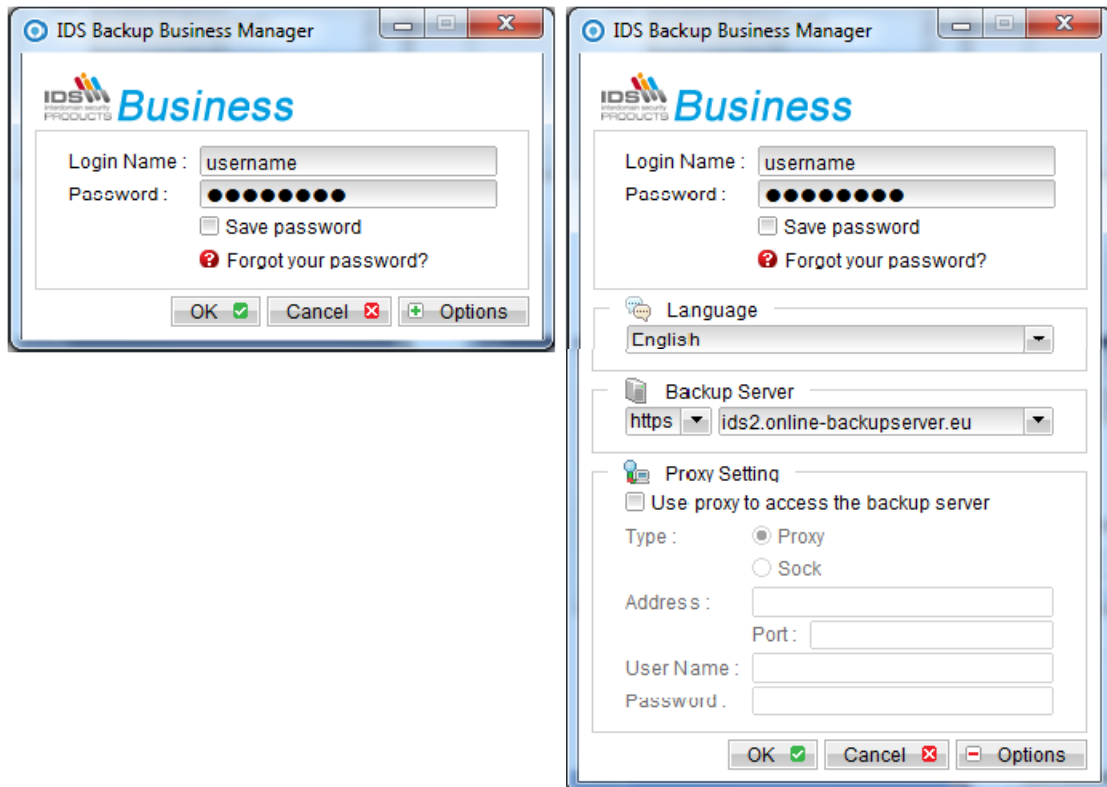 IDS Backup Business Manager
IDS
interdomain security
PRODUCTS
Business
Login Name :
username
Password :
●●●●●●●●
Save password
Forgot your password?
OK
Cancel
Options
IDS Backup Business Manager
IDS
interdomain security
PRODUCTS
Business
Login Name :
username
Password :
●●●●●●●●
Save password
Forgot your password?
Language
English
Backup Server
https
ids2.online-backupserver.eu
Proxy Setting
Use proxy to access the backup server
Type :
Proxy
Sock
Address :
Port :
User Name :
Password :
OK
Cancel
Options